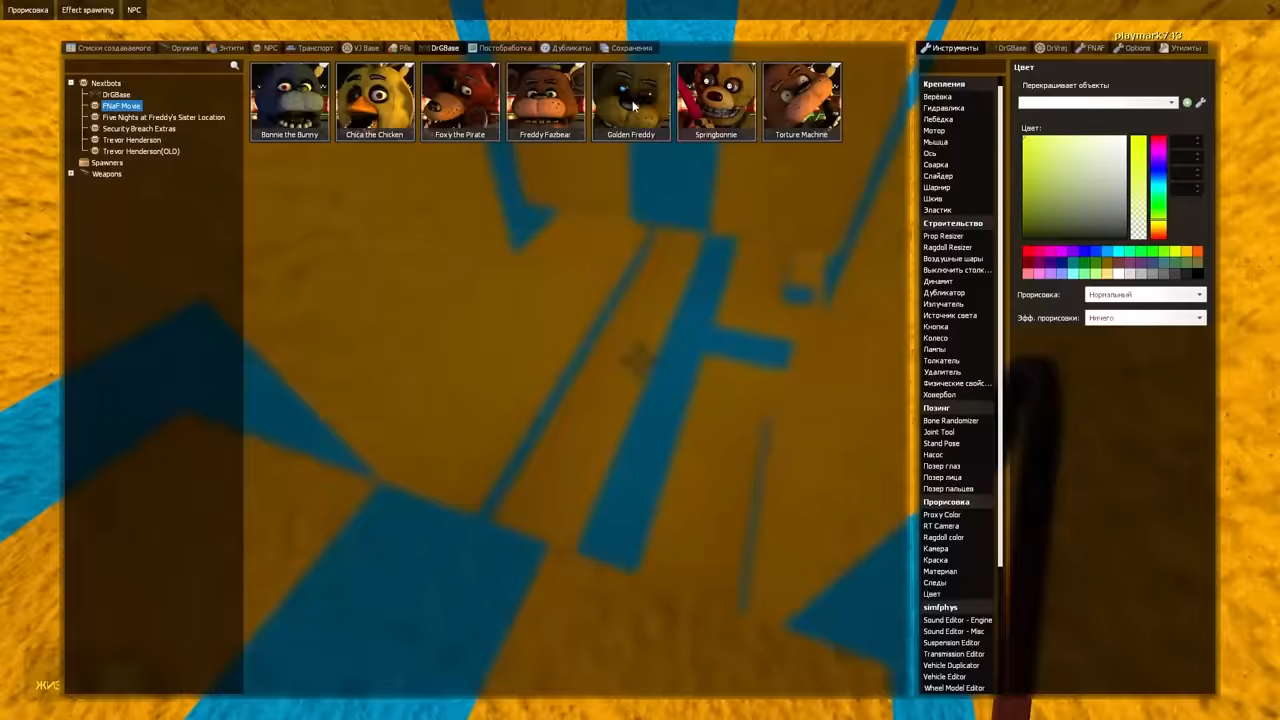 Прорисовка Effect spawning NPC
playmark743
Списки создаваемого Оружие Энтити NPC Транспорт VJ Base Pills DrGBase Постобработка Дубликаты Сохранения
Nextbots
DrGBase
FNaF Movie
Five Nights at Freddy's Sister Location
Security Breach Extras
Trevor Henderson
Trevor Henderson(OLD)
Spawners
Weapons
Bonnie the Bunny
Chica the Chicken
Foxy the Pirate
Freddy Fazbear
Golden Freddy
Springbonnie
Torture Machine
Инструменты DrGBase DrVrej FNAF Options Утилиты
Крепления
Верёвка
Гидравлика
Лебёдка
Мотор
Мышца
Ось
Сварка
Слайдер
Шарнир
Шкив
Эластик
Строительство
Prop Resizer
Ragdoll Resizer
Воздушные шары
Выключить столк...
Динамит
Дубликатор
Излучатель
Источник света
Кнопка
Колесо
Лампы
Толкатель
Удалитель
Физические свойс...
Ховербол
Позинг
Bone Randomizer
Joint Tool
Stand Pose
Насос
Позер глаз
Позер лица
Позер пальцев
Прорисовка
Proxy Color
RT Camera
Ragdoll color
Камера
Краска
Материал
Следы
Цвет
simfphys
Sound Editor - Engine
Sound Editor - Misc
Suspension Editor
Transmission Editor
Vehicle Duplicator
Vehicle Editor
Wheel Model Editor
Цвет
Перекрашивает объекты
Цвет:
Прорисовка: Нормальный
Эфф. прорисовки: Ничего